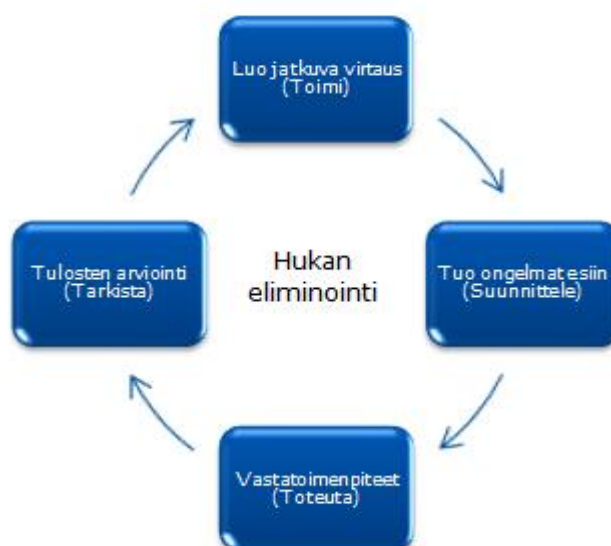 Luo jatkuva virtaus
(Toimi)
Tulosten arviointi
(Tarkista)
Hukan
eliminointi
Tuo ongelmat esiin
(Suunnittele)
Vastatoimenpiteet
(Toteuta)